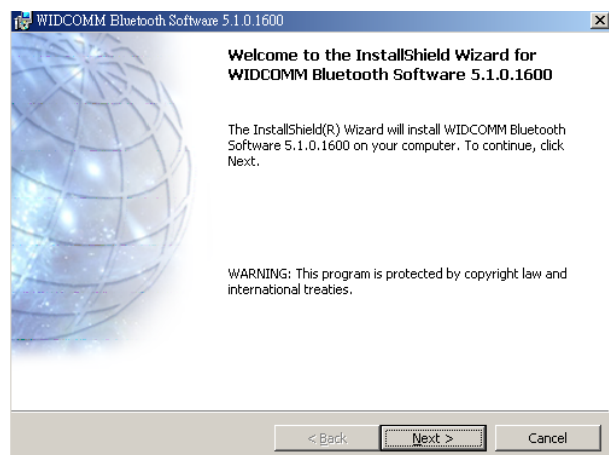 WIDCOMM Bluetooth Software 5.1.0.1600
Welcome to the InstallShield Wizard for
WIDCOMM Bluetooth Software 5.1.0.1600
The InstallShield(R) Wizard will install WIDCOMM Bluetooth
Software 5.1.0.1600 on your computer. To continue, click
Next.
WARNING: This program is protected by copyright law and
international treaties.
< Back
Next >
Cancel